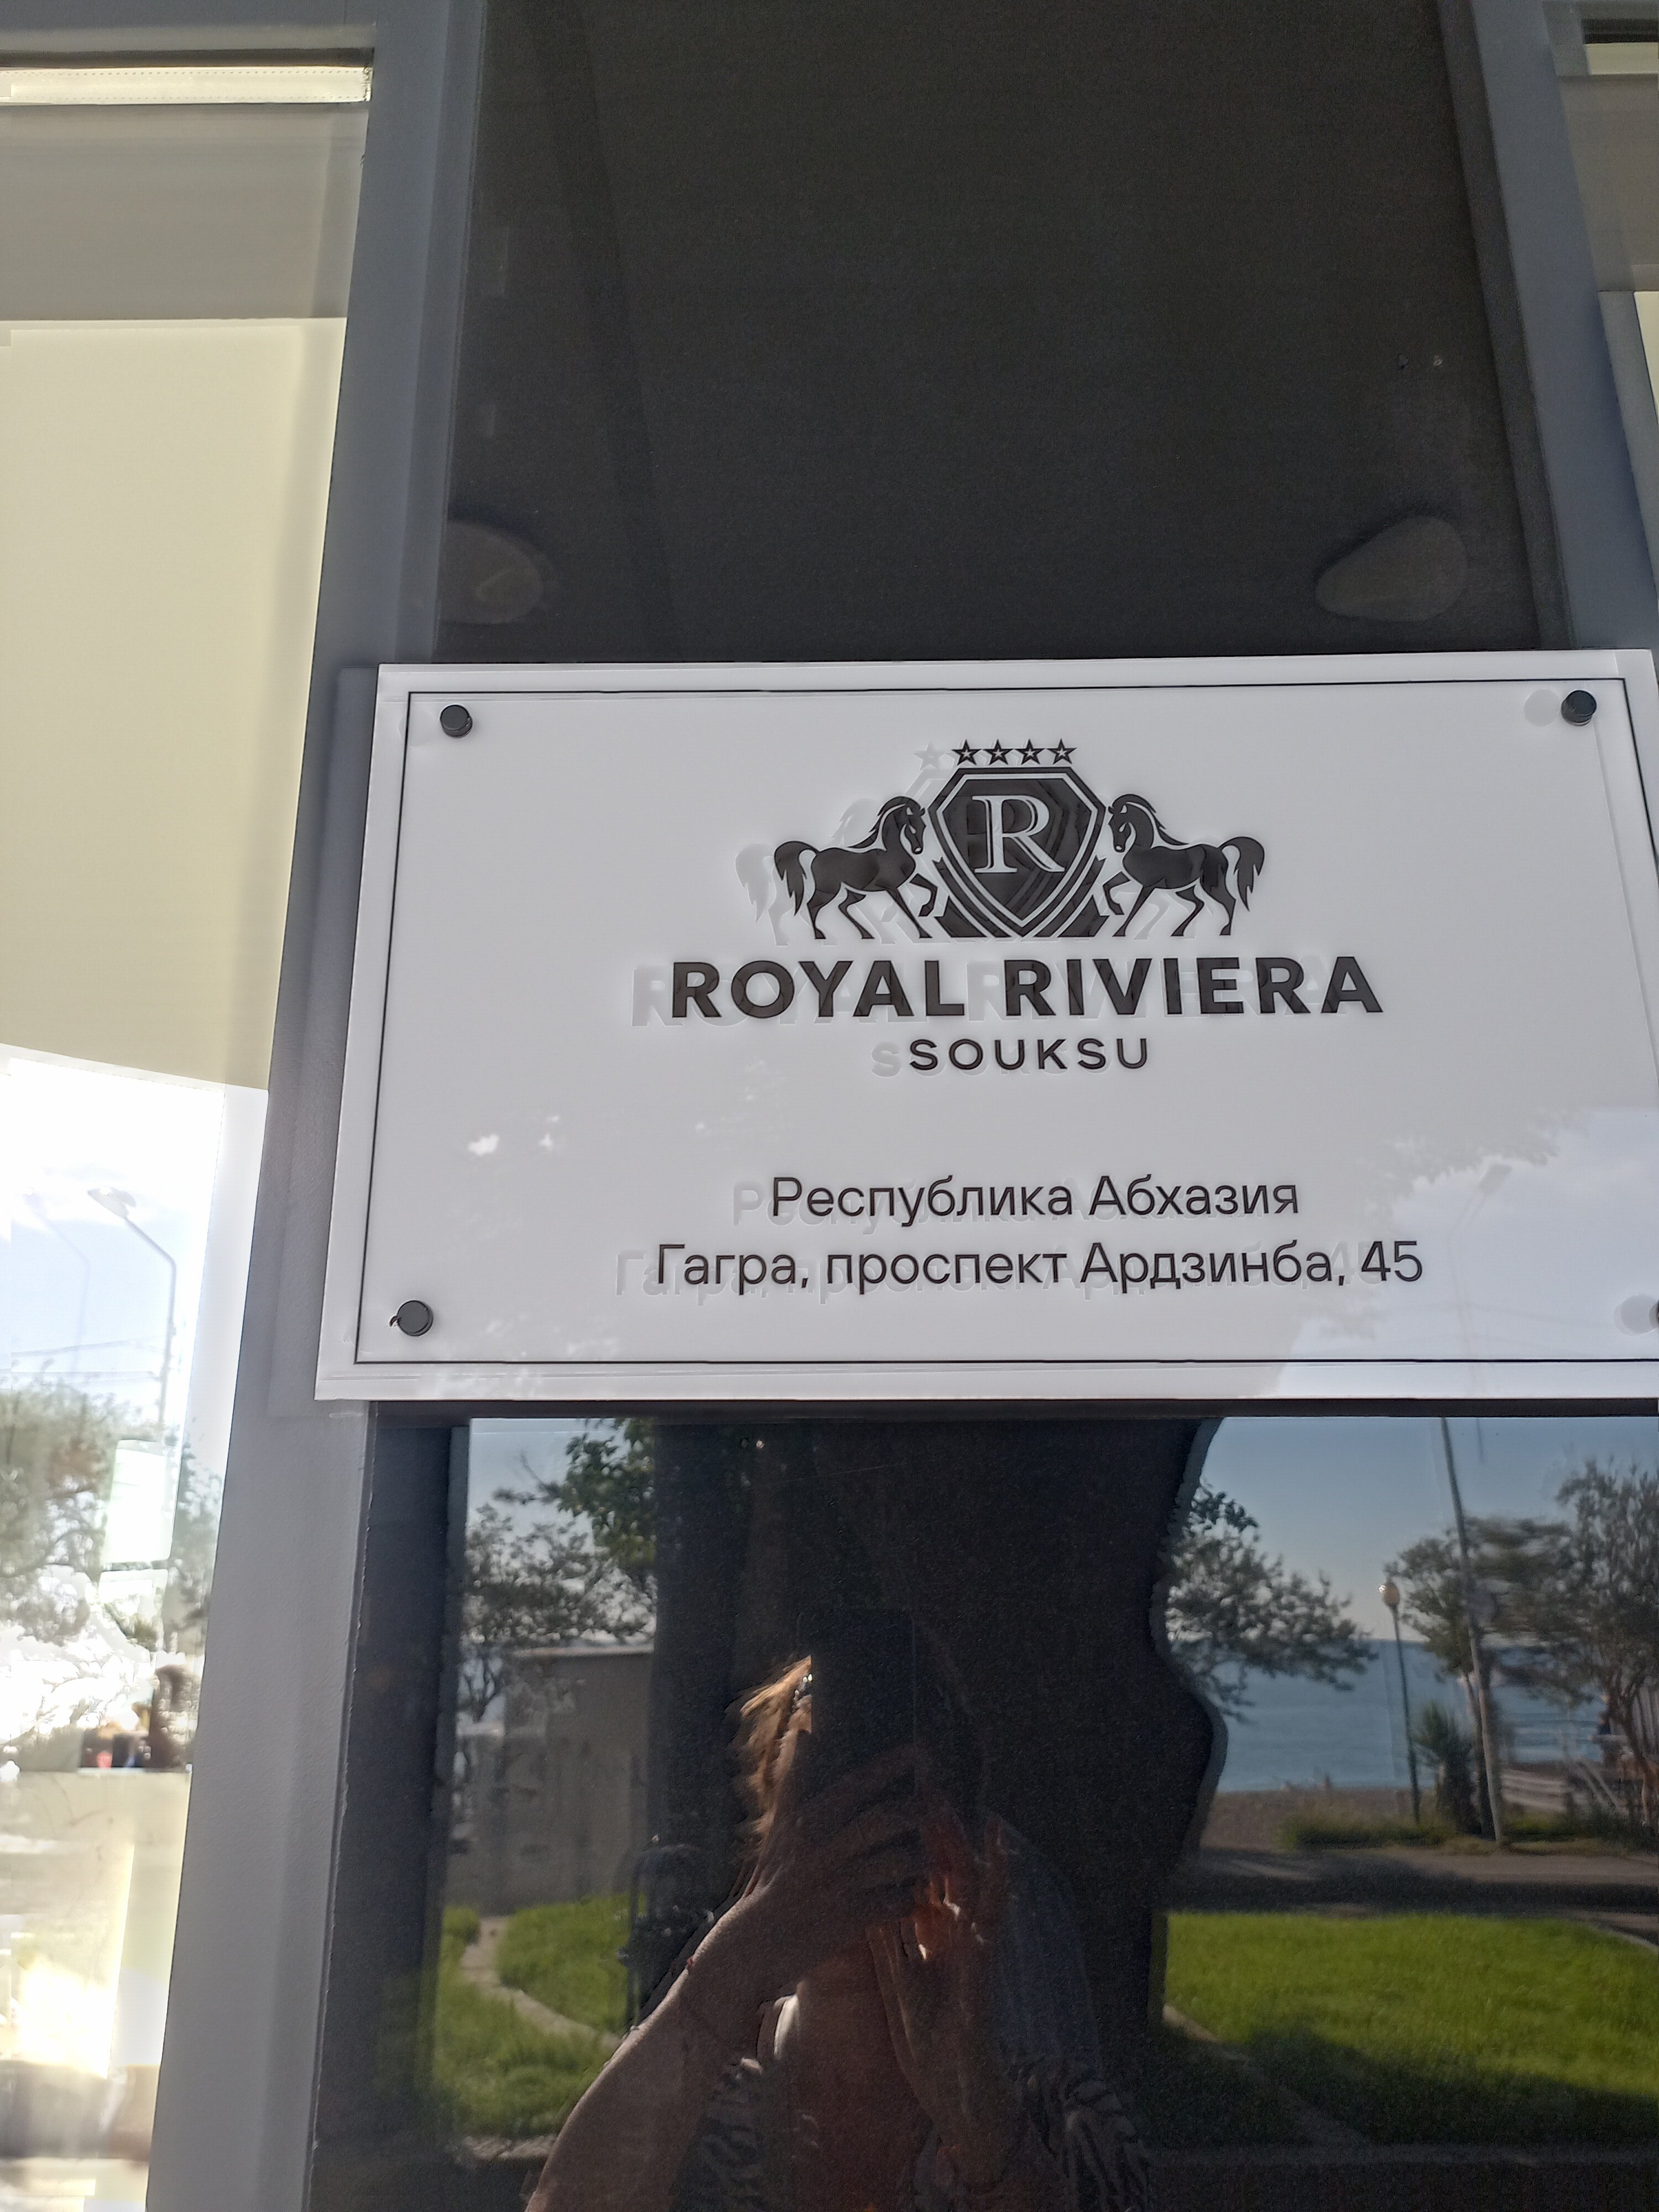 R
ROYAL RIVIERA
SOUKSU
Республика Абхазия
Гагра, проспект Ардзинба, 45